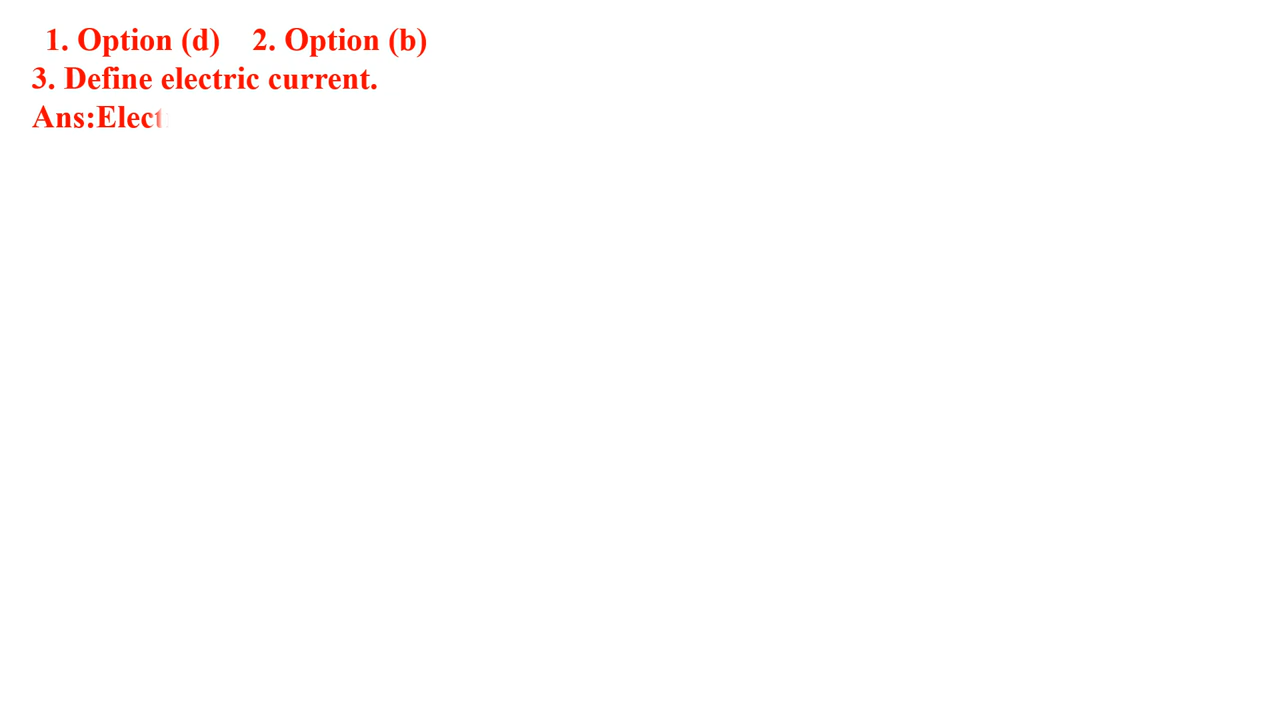 1. Option (d) 2. Option (b)
3. Define electric current.
Ans:Elect